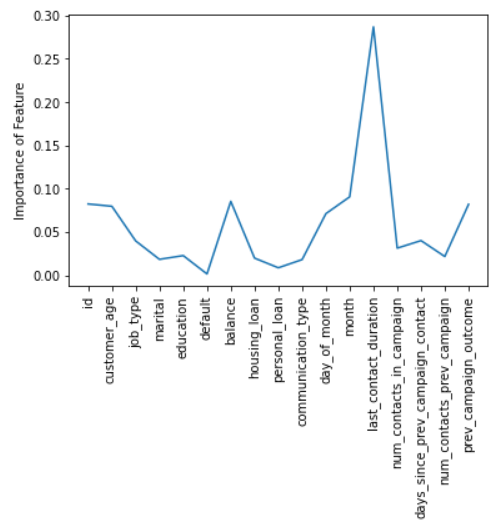 Importance of Feature
0.30
0.25
0.20
0.15
0.10
0.05
0.00
id
customer_age
job_type
marital
education
default
balance
housing_loan
personal_loan
communication_type
day_of_month
month
last_contact_duration
num_contacts_in_campaign
days_since_prev_campaign_contact
num_contacts_prev_campaign
prev_campaign_outcome